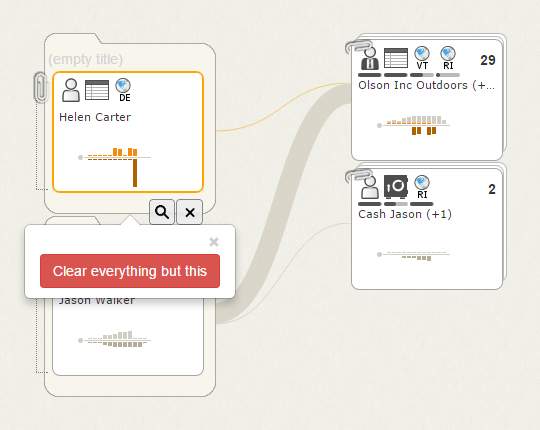 (empty title)
DE
Helen Carter
VT
RI
29
Olson Inc Outdoors (+...
RI
2
Cash Jason (+1)
×
Clear everything but this
Jason Walker